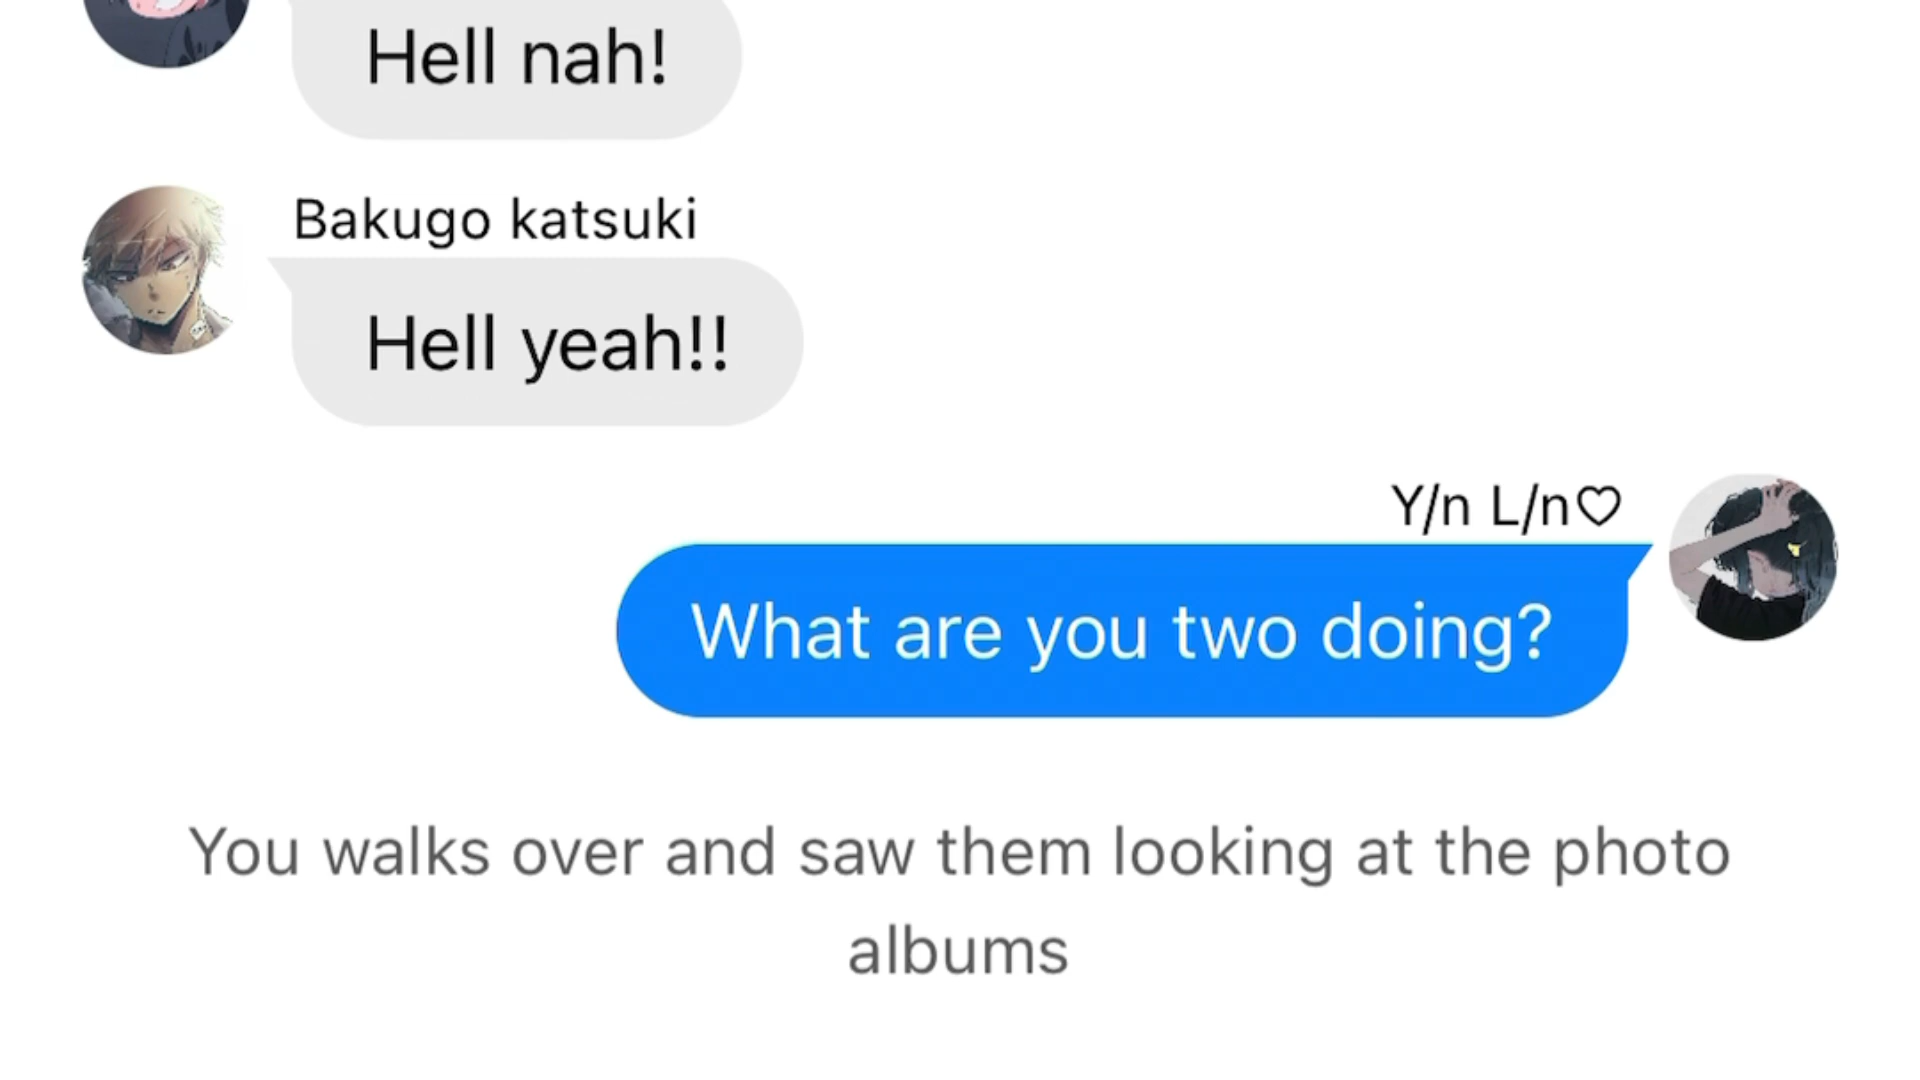 Hell nah!
Bakugo katsuki
Hell yeah!!
Y/n L/n♡
What are you two doing?
You walks over and saw them looking at the photo
albums